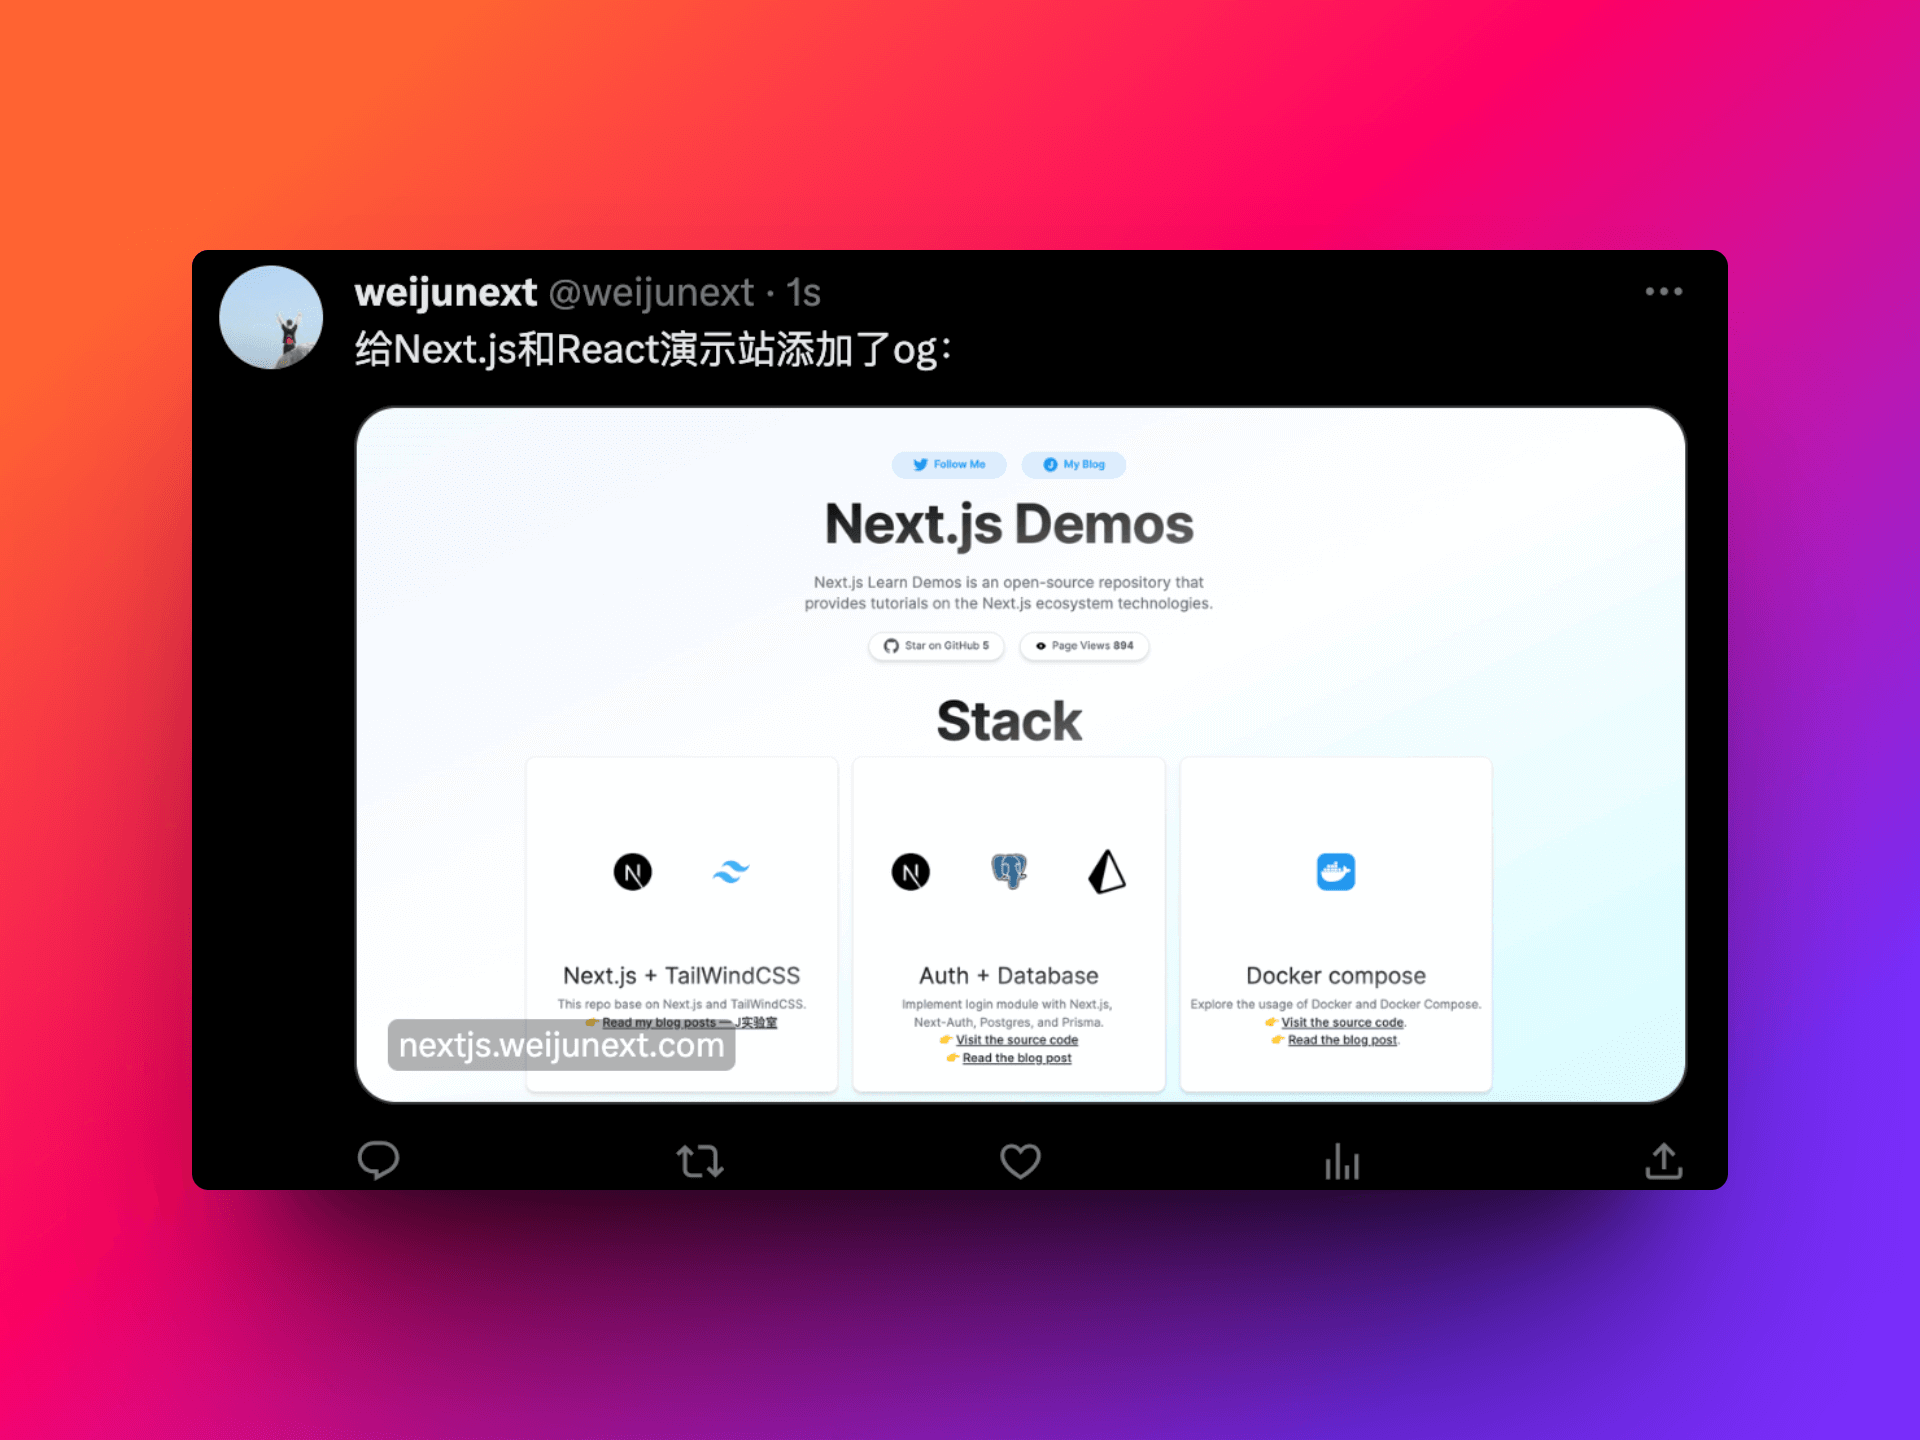 weijunext @weijunext · 1s
给Next.js和React演示站添加了og：
Follow Me
My Blog
Next.js Demos
Next.js Learn Demos is an open-source repository that
provides tutorials on the Next.js ecosystem technologies.
Star on GitHub 5
Page Views 894
Stack
Next.js + TailWindCSS
This repo base on Next.js and TailWindCSS.
👉 Read my blog posts — J实验室
Auth + Database
Implement login module with Next.js,
Next-Auth, Postgres, and Prisma.
👉 Visit the source code
👉 Read the blog post
Docker compose
Explore the usage of Docker and Docker Compose.
👉 Visit the source code.
👉 Read the blog post.
nextjs.weijunext.com